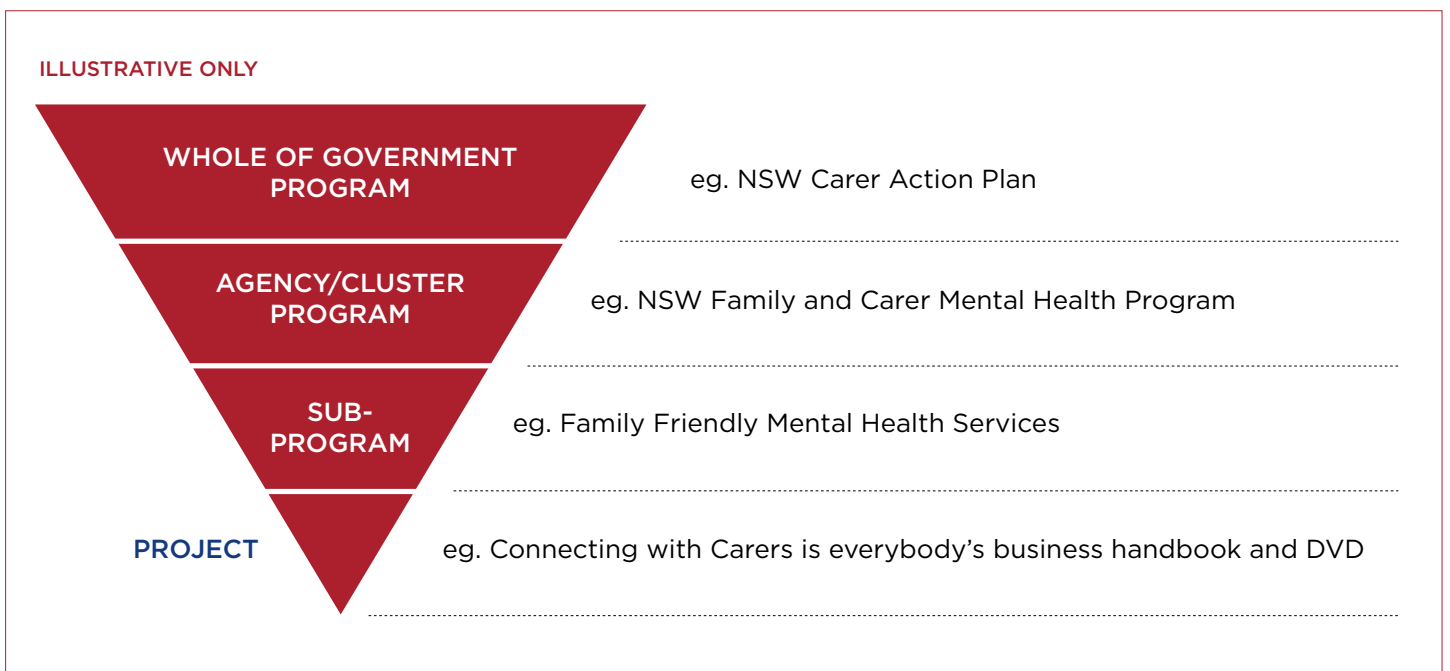 ILLUSTRATIVE ONLY
WHOLE OF GOVERNMENT
PROGRAM
eg. NSW Carer Action Plan
AGENCY/CLUSTER
PROGRAM
eg. NSW Family and Carer Mental Health Program
SUB-
PROGRAM
eg. Family Friendly Mental Health Services
PROJECT
eg. Connecting with Carers is everybody’s business handbook and DVD